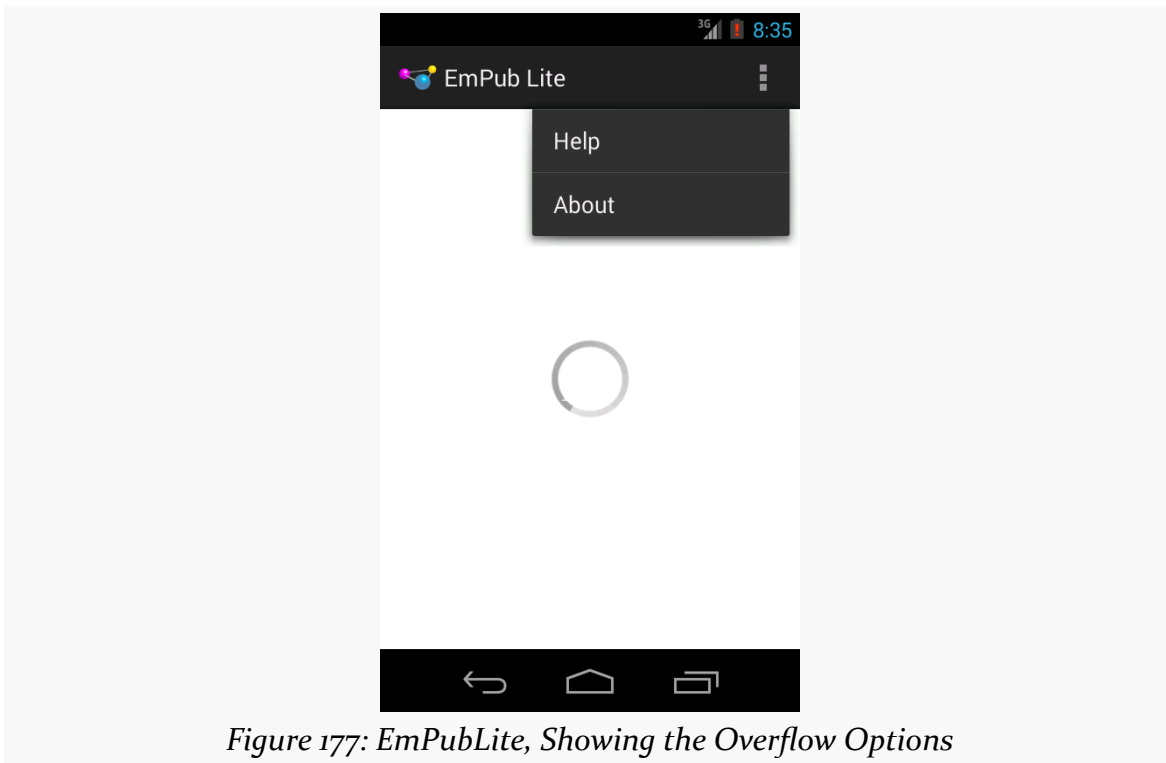 3G 8:35
EmPub Lite
Help
About
Figure 177: EmPubLite, Showing the Overflow Options